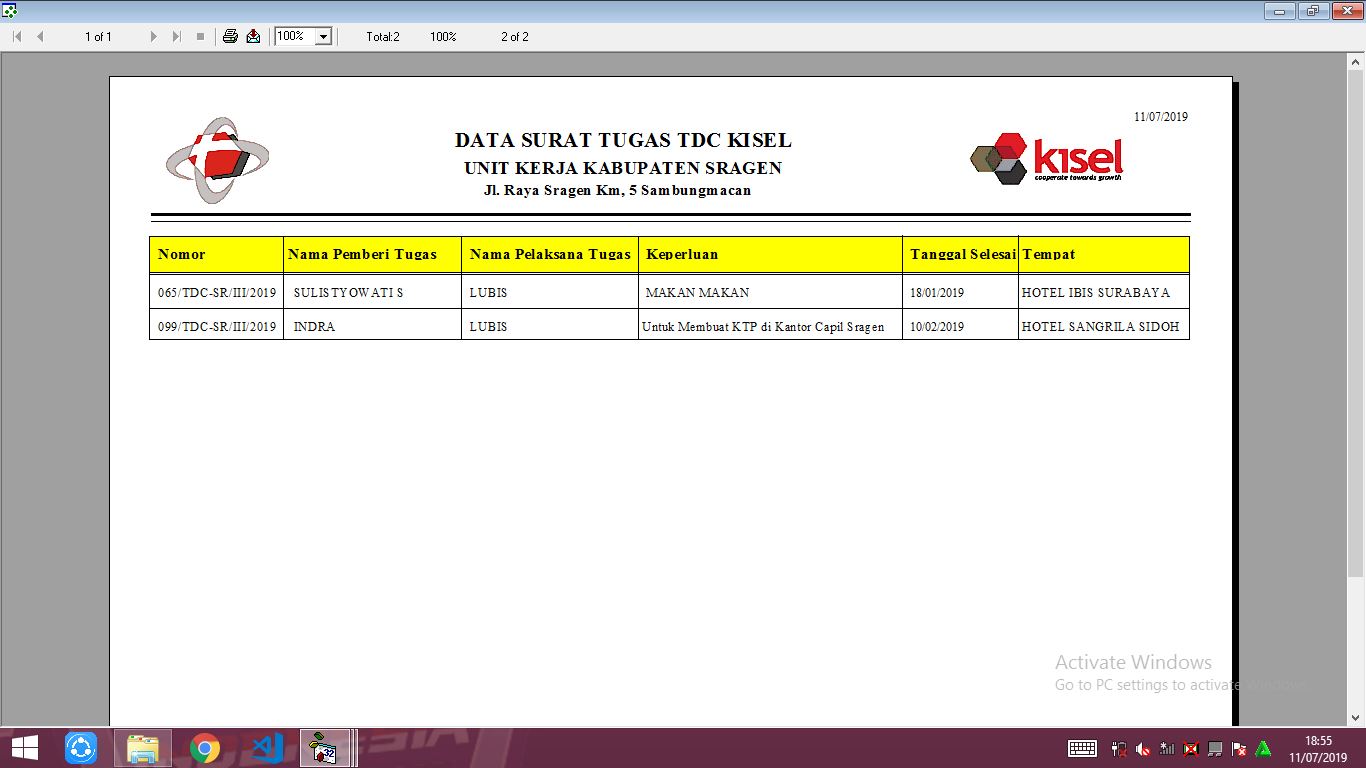 1 of 1 100% Total:2 100% 2 of 2
11/07/2019
DATA SURAT TUGAS TDC KISEL
UNIT KERJA KABUPATEN SRAGEN
Jl. Raya Sragen Km, 5 Sambungmacan
kisel
cooperate towards growth
Nomor Nama Pemberi Tugas Nama Pelaksana Tugas Keperluan Tanggal Selesai Tempat
065/TDC-SR/III/2019 SULISTYOWATI S LUBIS MAKAN MAKAN 18/01/2019 HOTEL IBIS SURABAYA
099/TDC-SR/III/2019 INDRA LUBIS Untuk Membuat KTP di Kantor Capil Sragen 10/02/2019 HOTEL SANGRILA SIDOH
Activate Windows
Go to PC settings to activate Windows.
32
18:55
11/07/2019